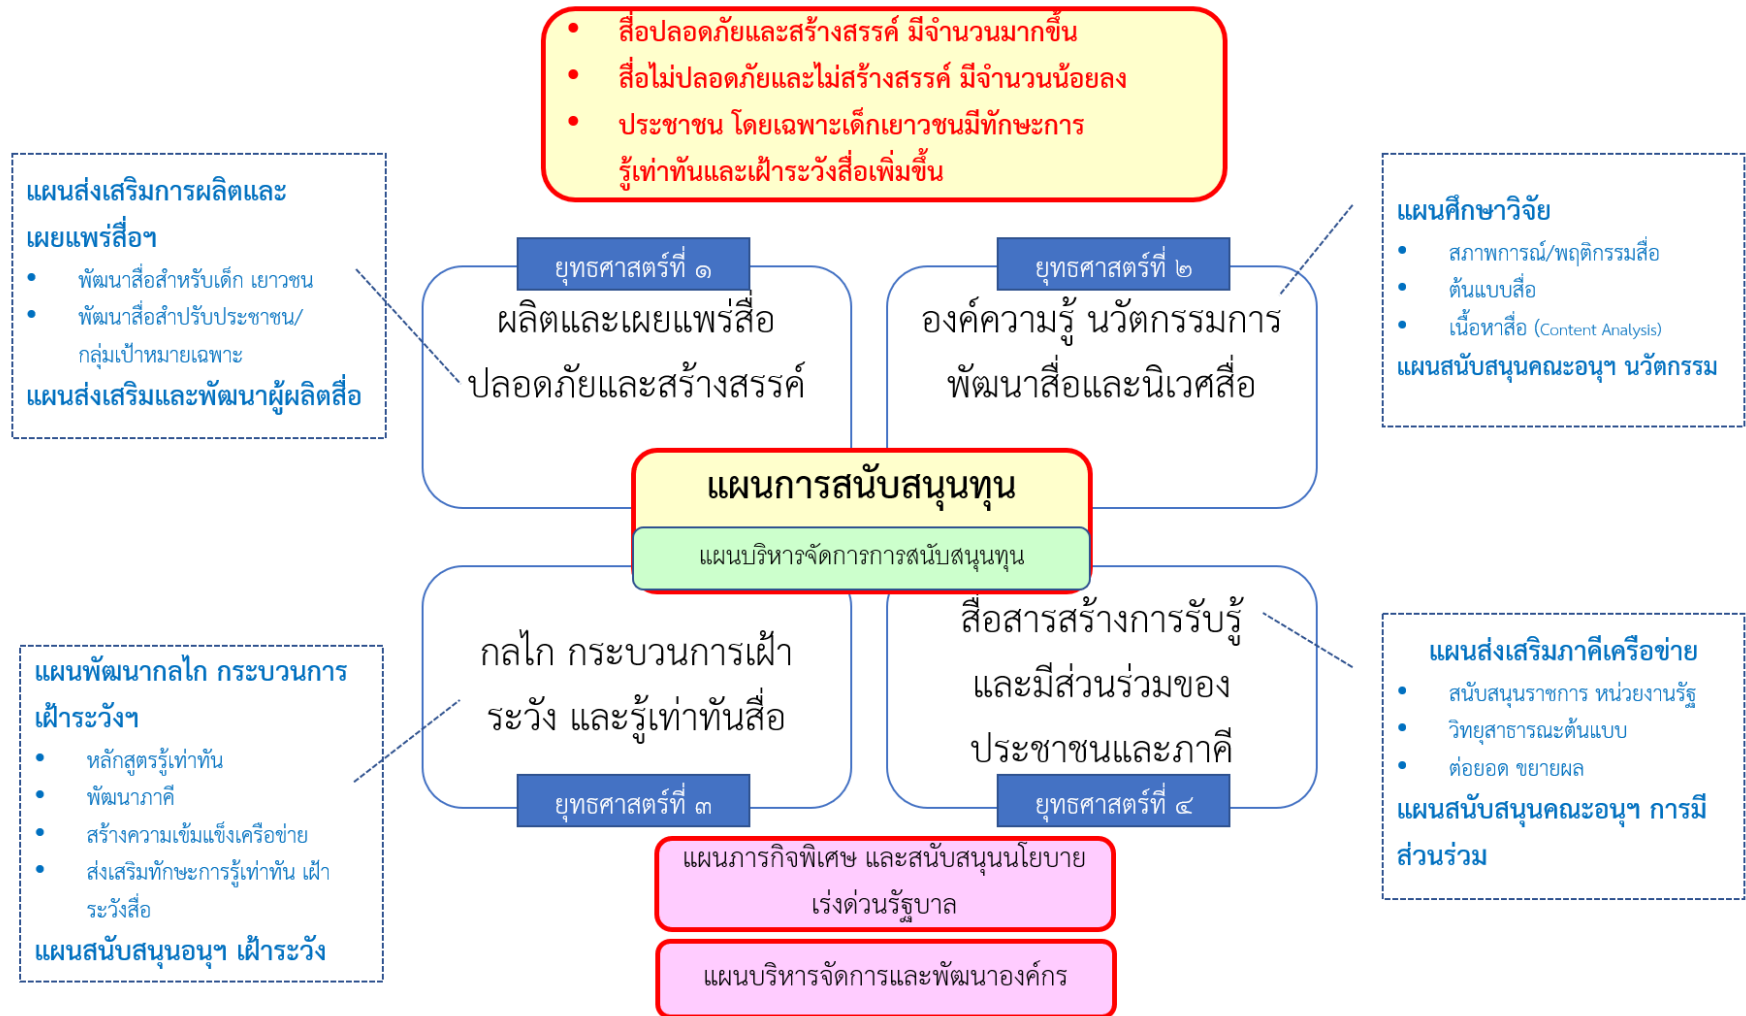 • สื่อปลอดภัยและสร้างสรรค์ มีจำนวนมากขึ้น
• สื่อไม่ปลอดภัยและไม่สร้างสรรค์ มีจำนวนน้อยลง
• ประชาชน โดยเฉพาะเด็กเยาวชนมีทักษะการ
รู้เท่าทันและเฝ้าระวังสื่อเพิ่มขึ้น
แผนส่งเสริมการผลิตและ
เผยแพร่สื่อฯ
• พัฒนาสื่อสำหรับเด็ก เยาวชน
• พัฒนาสื่อสำปรับประชาชน/
กลุ่มเป้าหมายเฉพาะ
แผนส่งเสริมและพัฒนาผู้ผลิตสื่อ
ยุทธศาสตร์ที่ ๑
ผลิตและเผยแพร่สื่อ
ปลอดภัยและสร้างสรรค์
ยุทธศาสตร์ที่ ๒
องค์ความรู้ นวัตกรรมการ
พัฒนาสื่อและนิเวศสื่อ
แผนศึกษาวิจัย
• สภาพการณ์/พฤติกรรมสื่อ
• ต้นแบบสื่อ
• เนื้อหาสื่อ (Content Analysis)
แผนสนับสนุนคณะอนุฯ นวัตกรรม
แผนการสนับสนุนทุน
แผนบริหารจัดการการสนับสนุนทุน
แผนพัฒนากลไก กระบวนการ
เฝ้าระวังฯ
• หลักสูตรรู้เท่าทัน
• พัฒนาภาคี
• สร้างความเข้มแข็งเครือข่าย
• ส่งเสริมทักษะการรู้เท่าทัน เฝ้า
ระวังสื่อ
แผนสนับสนุนอนุฯ เฝ้าระวัง
กลไก กระบวนการเฝ้า
ระวัง และรู้เท่าทันสื่อ
ยุทธศาสตร์ที่ ๓
สื่อสารสร้างการรับรู้
และมีส่วนร่วมของ
ประชาชนและภาคี
ยุทธศาสตร์ที่ ๔
แผนส่งเสริมภาคีเครือข่าย
• สนับสนุนราชการ หน่วยงานรัฐ
• วิทยุสาธารณะต้นแบบ
• ต่อยอด ขยายผล
แผนสนับสนุนคณะอนุฯ การมี
ส่วนร่วม
แผนภารกิจพิเศษ และสนับสนุนนโยบาย
เร่งด่วนรัฐบาล
แผนบริหารจัดการและพัฒนาองค์กร